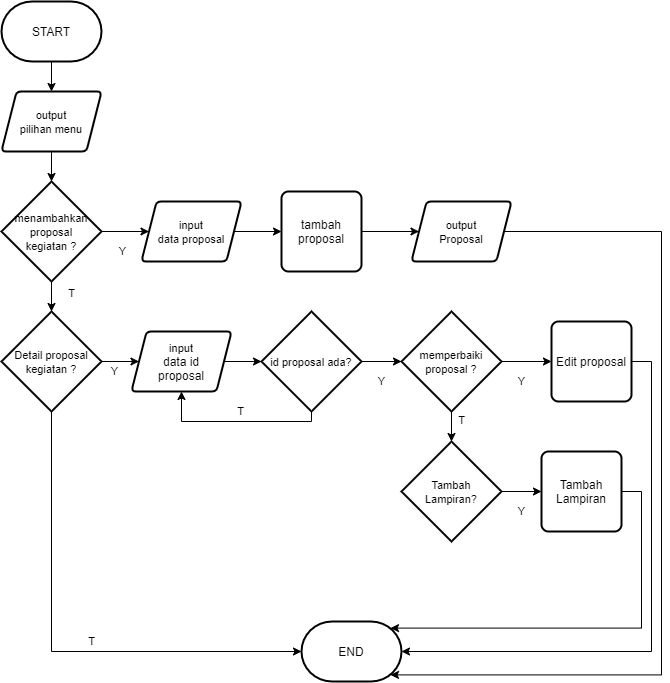 START
output
pilihan menu
menambahkan
proposal
kegiatan ?
Y
input
data proposal
tambah
proposal
output
Proposal
T
Detail proposal
kegiatan ?
Y
input
data id
proposal
id proposal ada?
Y
T
memperbaiki
proposal ?
Y
Edit proposal
T
Tambah
Lampiran?
Y
Tambah
Lampiran
T
END